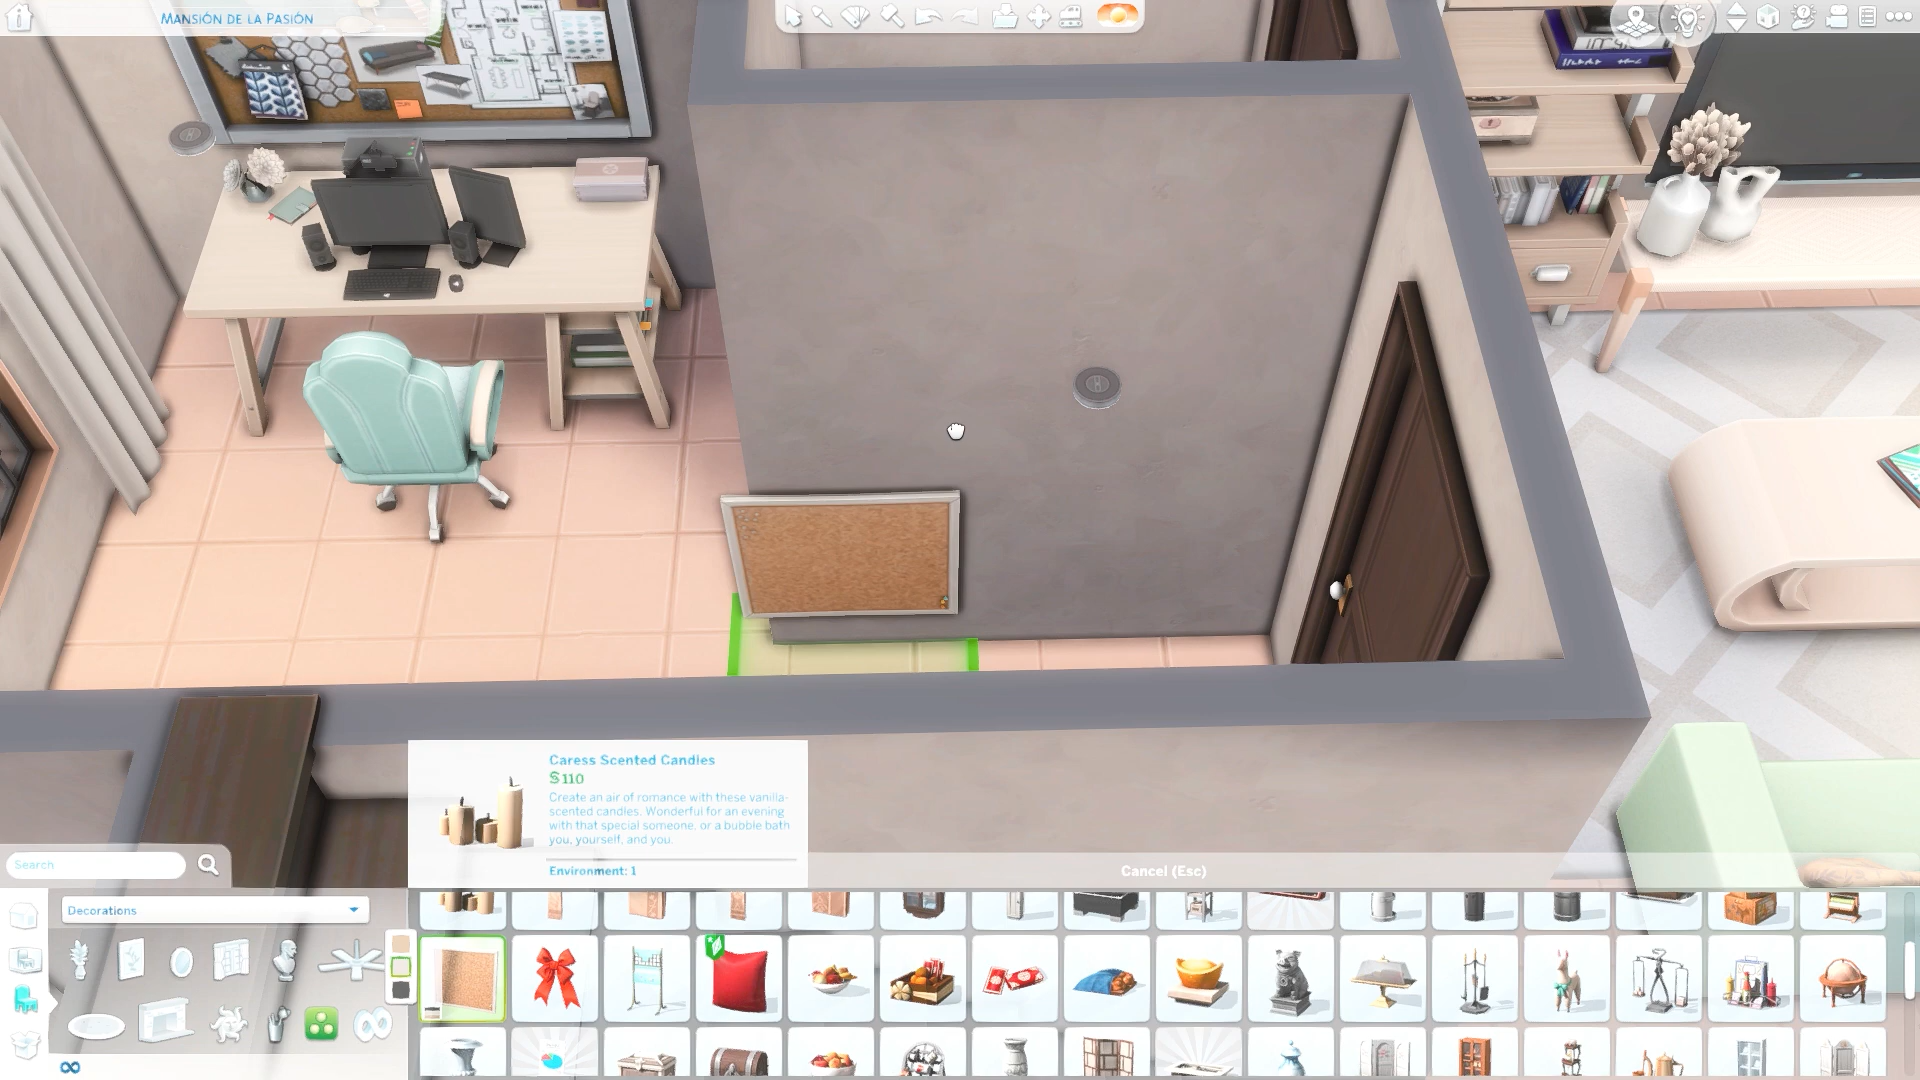 MANSIÓN DE LA PASIÓN
Caress Scented Candles
§110
Create an air of romance with these vanilla-
scented candles. Wonderful for an evening
with that special someone, or a bubble bath
you, yourself, and you.
Environment: 1
Cancel (Esc)
Search
Decorations